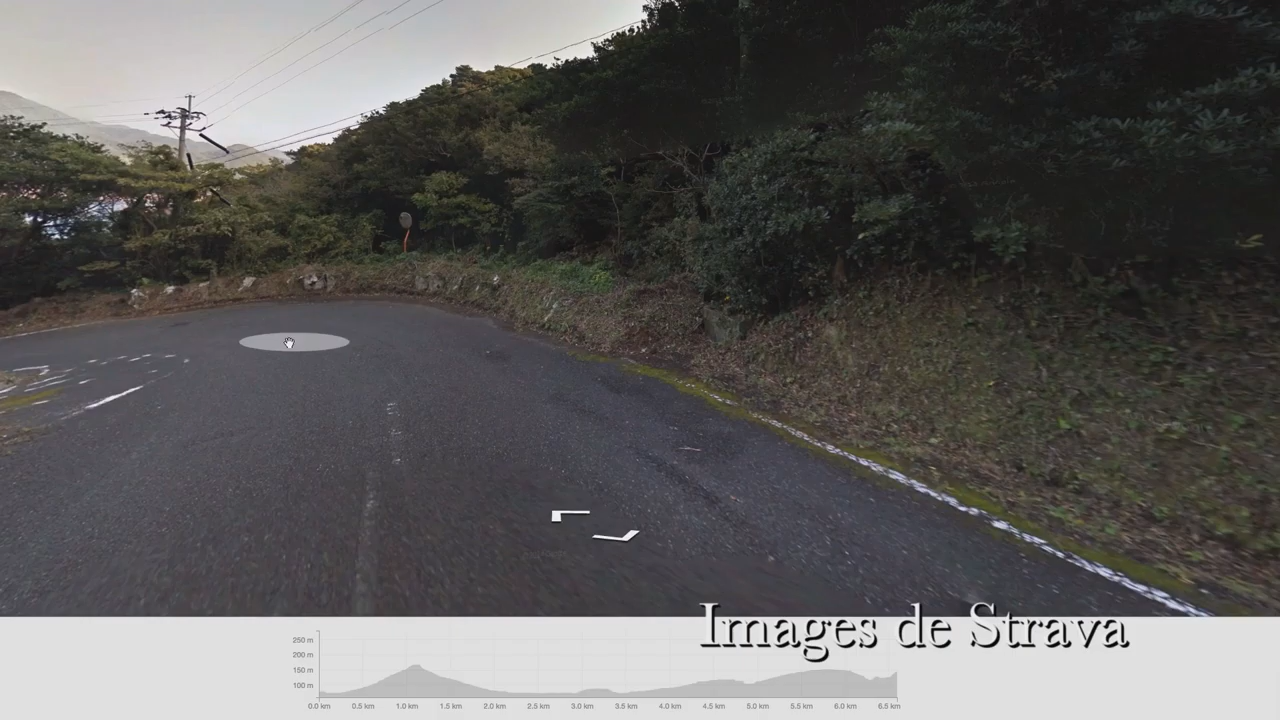 Images de Strava
250 m
200 m
150 m
100 m
0.0 km 0.5 km 1.0 km 1.5 km 2.0 km 2.5 km 3.0 km 3.5 km 4.0 km 4.5 km 5.0 km 5.5 km 6.0 km 6.5 km